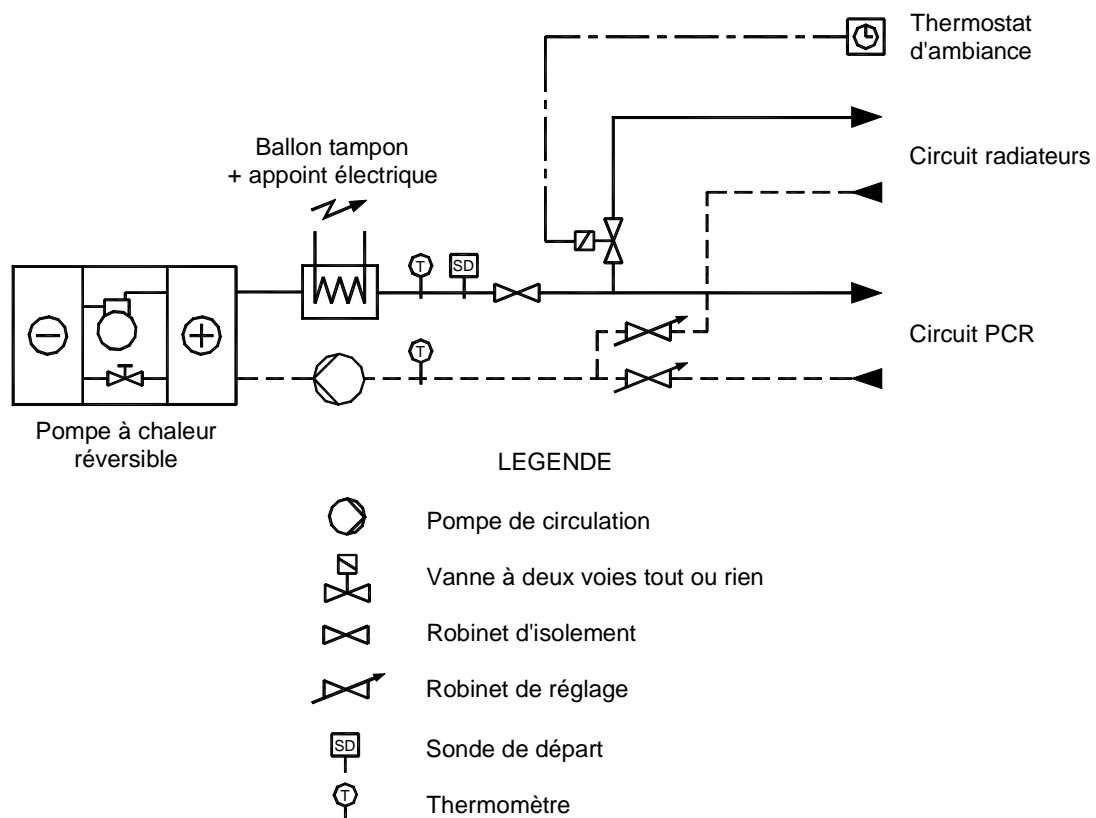 Thermostat
d'ambiance
Ballon tampon
+ appoint électrique
Circuit radiateurs
T
SD
T
Circuit PCR
Pompe à chaleur
réversible
LEGENDE
Pompe de circulation
Vanne à deux voies tout ou rien
Robinet d'isolement
Robinet de réglage
SD
Sonde de départ
T
Thermomètre